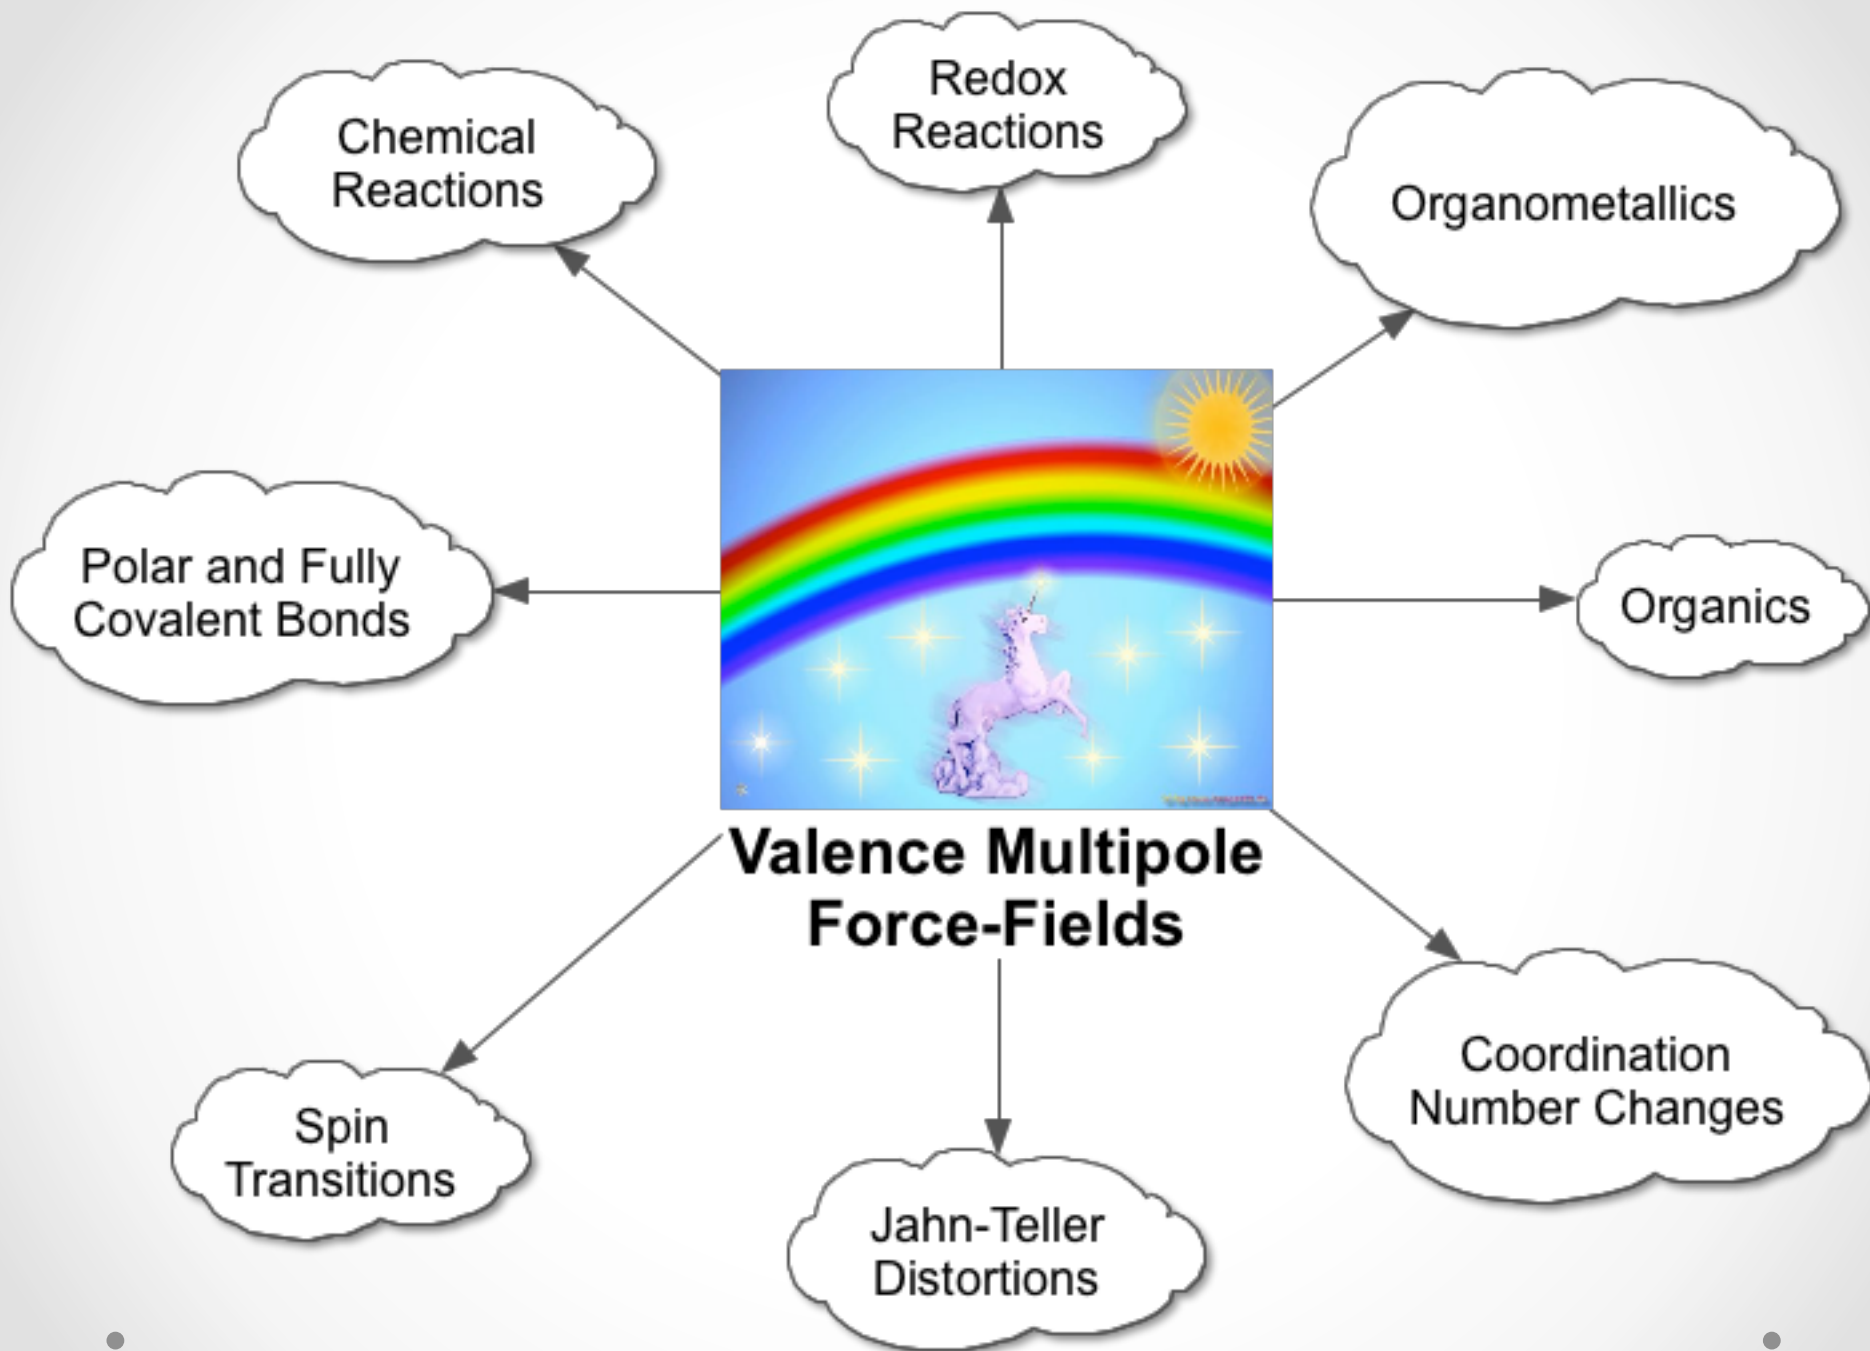 Chemical
Reactions
Redox
Reactions
Organometallics
Polar and Fully
Covalent Bonds
Organics
Valence Multipole
Force-Fields
Spin
Transitions
Jahn-Teller
Distortions
Coordination
Number Changes